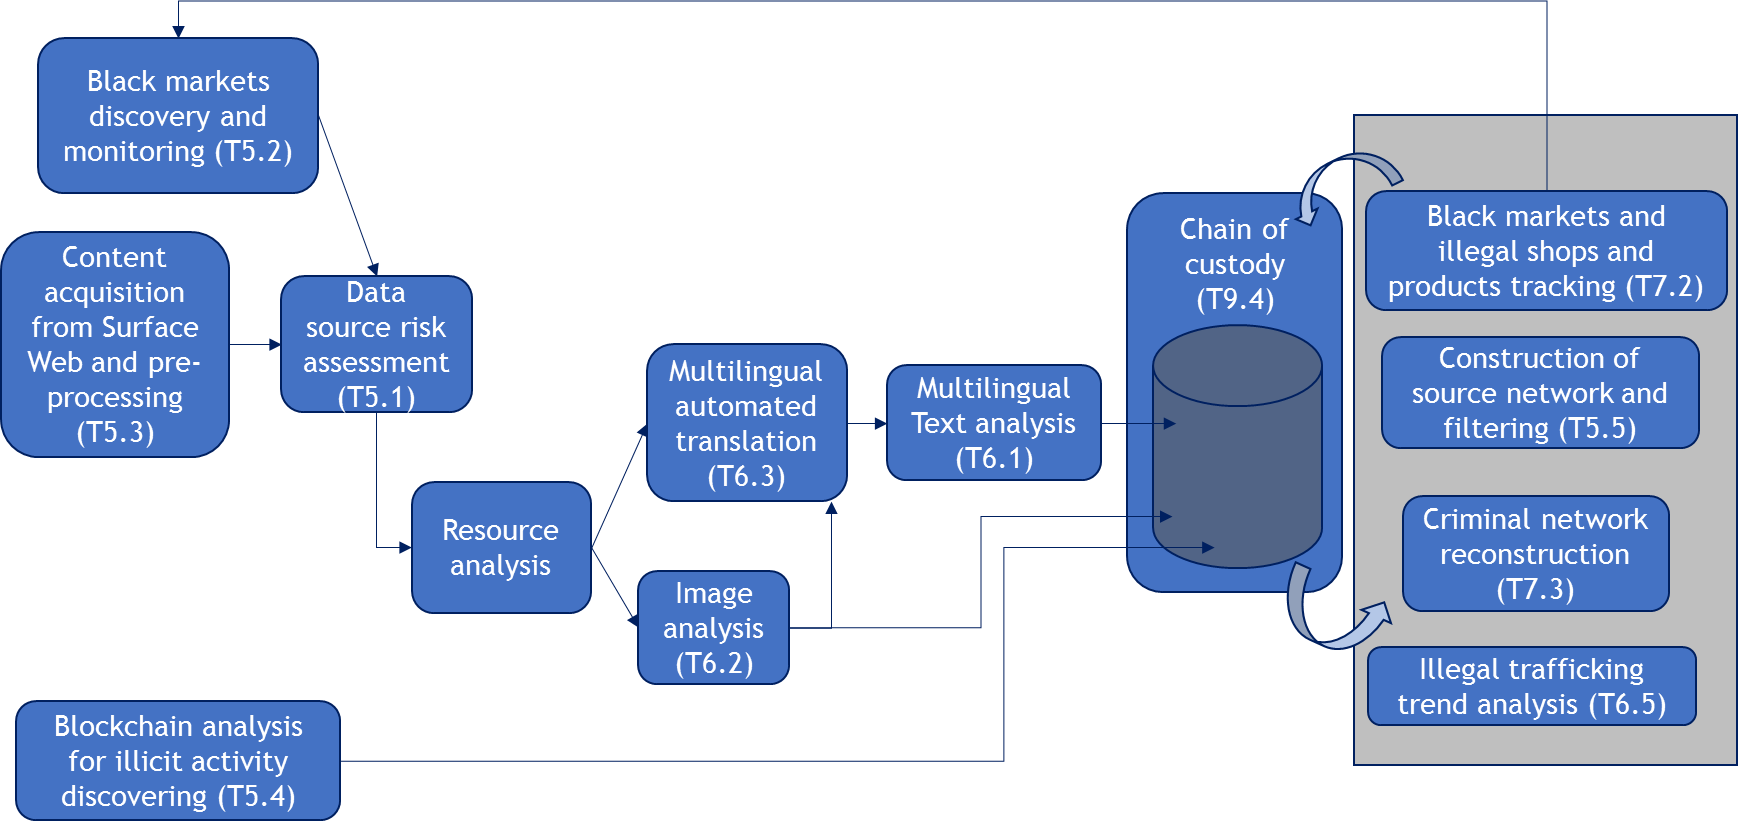 Black markets
discovery and
monitoring (T5.2)
Content
acquisition
from Surface
Web and pre-
processing
(T5.3)
Data
source risk
assessment
(T5.1)
Resource
analysis
Multilingual
automated
translation
(T6.3)
Image
analysis
(T6.2)
Multilingual
Text analysis
(T6.1)
Blockchain analysis
for illicit activity
discovering (T5.4)
Chain of
custody
(T9.4)
Black markets and
illegal shops and
products tracking (T7.2)
Construction of
source network and
filtering (T5.5)
Criminal network
reconstruction
(T7.3)
Illegal trafficking
trend analysis (T6.5)